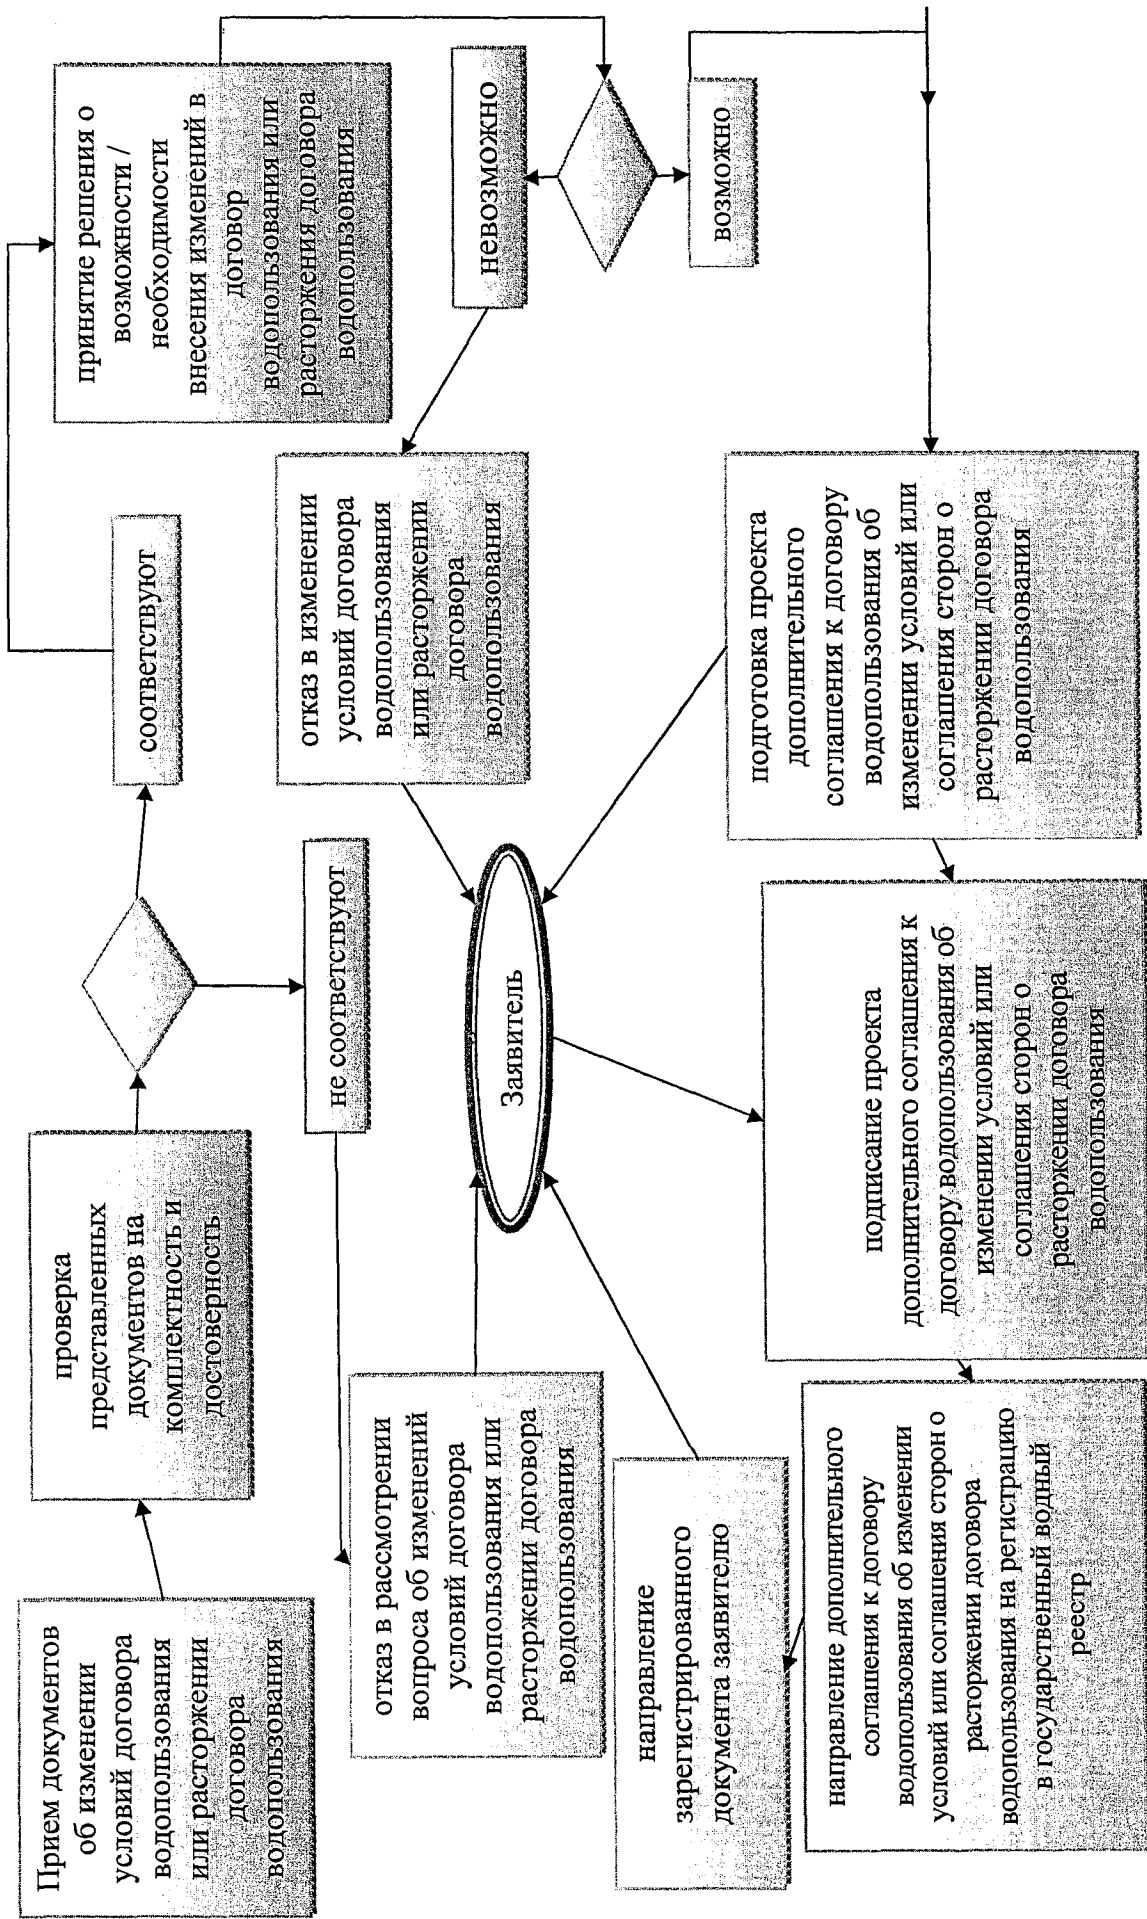 Прием документов
об изменении
условий договора
водопользования
или расторжении
договора
водопользования
проверка
представленных
документов на
комплектность и
достоверность
соответствуют
не соответствуют
принятие решения о
возможности /
необходимости
внесения изменений в
договор
водопользования или
расторжения договора
водопользования
невозможно
возможно
отказ в рассмотрении
вопроса об изменений
условий договора
водопользования или
расторжении договора
водопользования
Заявитель
отказ в изменении
условий договора
водопользования
или расторжении
договора
водопользования
направление
зарегистрированного
документа заявителю
направление дополнительного
соглашения к договору
водопользования об изменении
условий или соглашения сторон о
расторжении договора
водопользования на регистрацию
в государственный водный
реестр
подписание проекта
дополнительного соглашения к
договору водопользования об
изменении условий или
соглашения сторон о
расторжении договора
водопользования
подготовка проекта
дополнительного
соглашения к договору
водопользования об
изменении условий или
соглашения сторон о
расторжении договора
водопользования